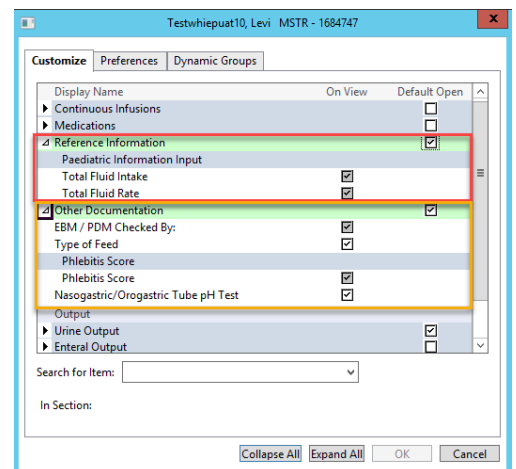 Testwhiepuat10, Levi MSTR - 1684747
x
Customize Preferences Dynamic Groups
Display Name On View Default Open
Continuous Infusions
Medications
Reference Information
Paediatric Information Input
Total Fluid Intake
Total Fluid Rate
Other Documentation
EBM / PDM Checked By:
Type of Feed
Phlebitis Score
Phlebitis Score
Nasogastric/Orogastric Tube pH Test
Output
Urine Output
Enteral Output
Search for Item:
In Section:
Collapse All Expand All OK Cancel